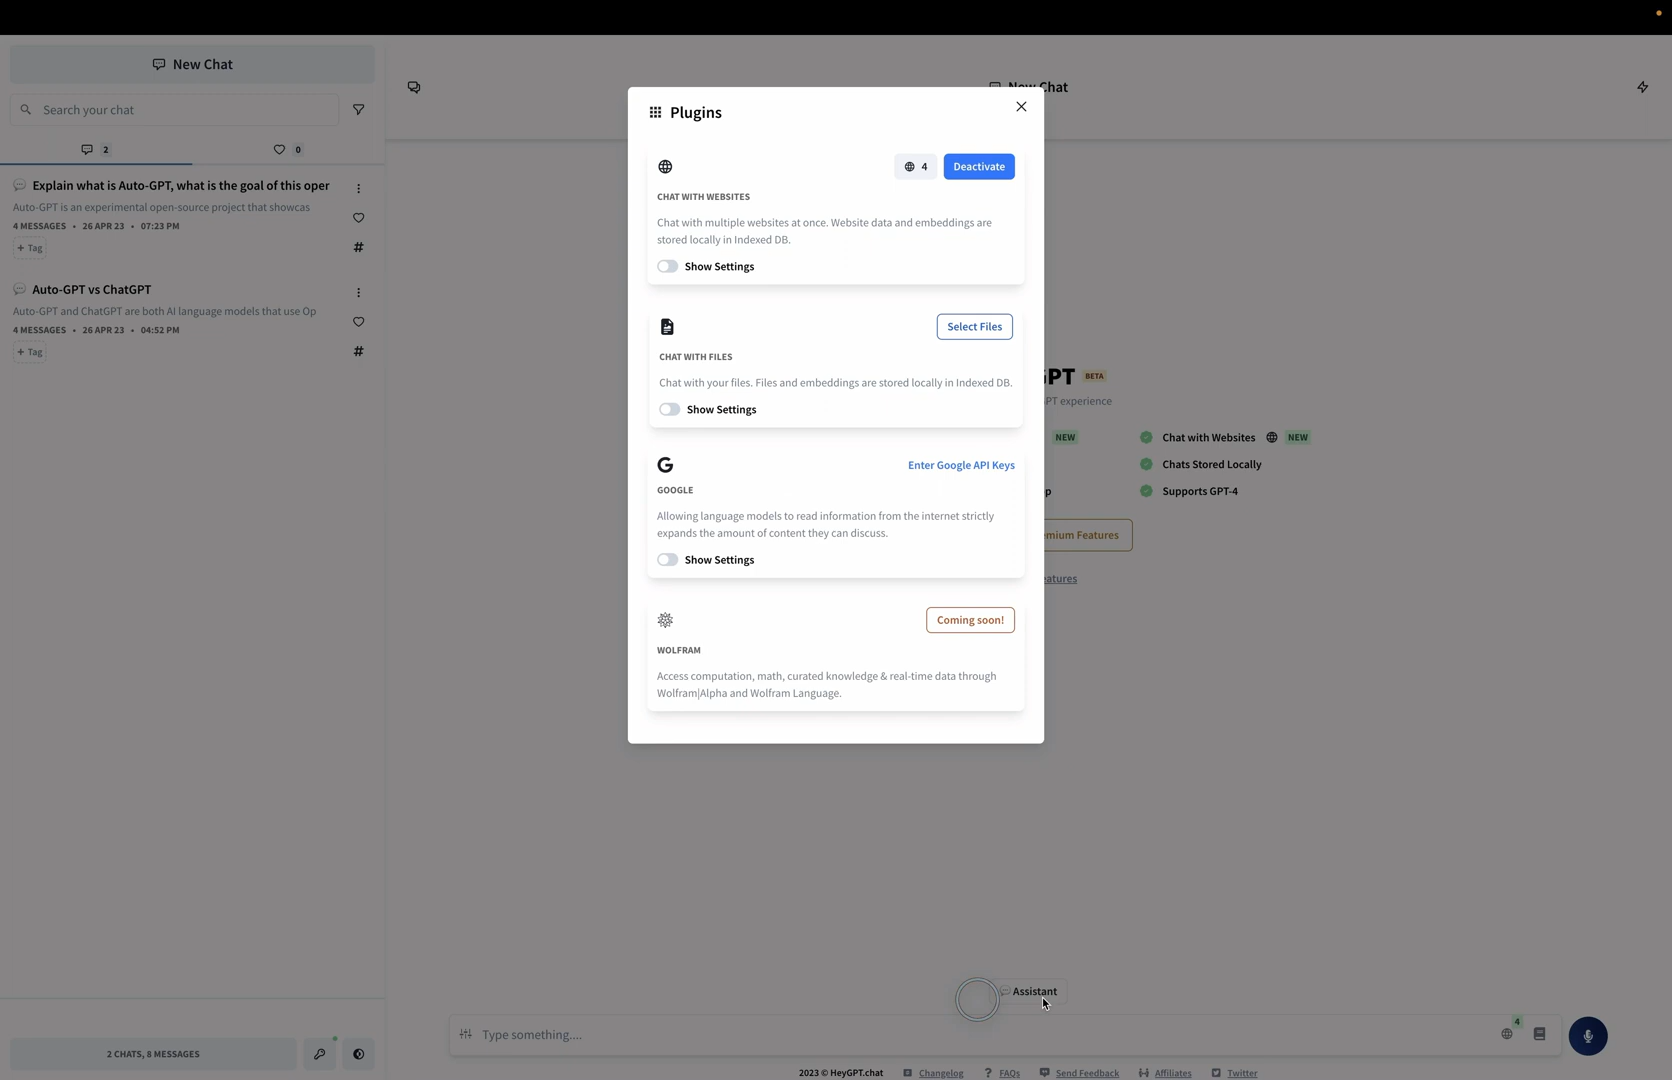 New Chat
Search your chat
2
0
Explain what is Auto-GPT, what is the goal of this oper
Auto-GPT is an experimental open-source project that showcas
4 MESSAGES • 26 APR 23 • 07:23 PM
+ Tag
#
Auto-GPT vs ChatGPT
Auto-GPT and ChatGPT are both AI language models that use Op
4 MESSAGES • 26 APR 23 • 04:52 PM
+ Tag
#
2 CHATS, 8 MESSAGES
New Chat
Plugins
4
Deactivate
CHAT WITH WEBSITES
Chat with multiple websites at once. Website data and embeddings are
stored locally in Indexed DB.
Show Settings
Select Files
CHAT WITH FILES
Chat with your files. Files and embeddings are stored locally in Indexed DB.
Show Settings
Enter Google API Keys
GOOGLE
Allowing language models to read information from the internet strictly
expands the amount of content they can discuss.
Show Settings
Coming soon!
WOLFRAM
Access computation, math, curated knowledge & real-time data through
Wolfram|Alpha and Wolfram Language.
GPT BETA
GPT experience
NEW
Chat with Websites NEW
Chats Stored Locally
p
Supports GPT-4
emium Features
eatures
Assistant
Type something....
4
2023 © HeyGPT.chat Changelog ? FAQs Send Feedback Affiliates Twitter